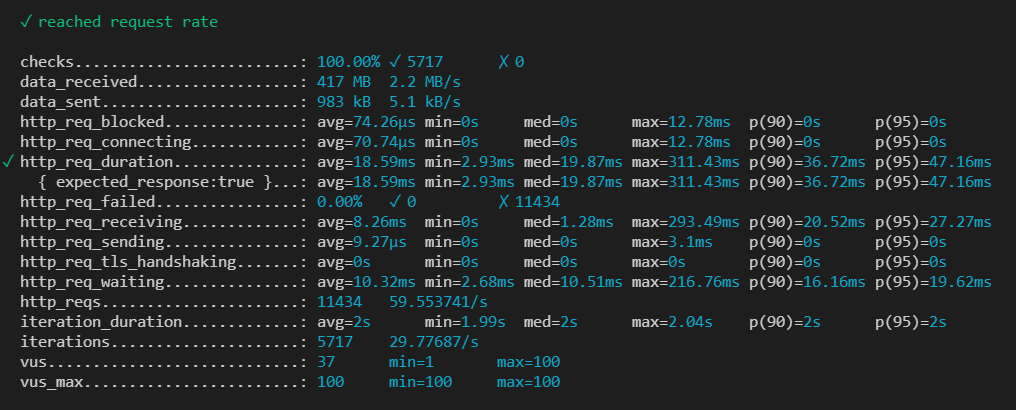 ✓ reached request rate
checks.........................: 100.00% ✓ 5717 ✗ 0
data_received..................: 417 MB 2.2 MB/s
data_sent......................: 983 kB 5.1 kB/s
http_req_blocked...............: avg=74.26µs min=0s med=0s max=12.78ms p(90)=0s p(95)=0s
http_req_connecting............: avg=70.74µs min=0s med=0s max=12.78ms p(90)=0s p(95)=0s
✓ http_req_duration..............: avg=18.59ms min=2.93ms med=19.87ms max=311.43ms p(90)=36.72ms p(95)=47.16ms
{ expected_response:true }...: avg=18.59ms min=2.93ms med=19.87ms max=311.43ms p(90)=36.72ms p(95)=47.16ms
http_req_failed................: 0.00% ✓ 0 ✗ 11434
http_req_receiving.............: avg=8.26ms min=0s med=1.28ms max=293.49ms p(90)=20.52ms p(95)=27.27ms
http_req_sending...............: avg=9.27µs min=0s med=0s max=3.1ms p(90)=0s p(95)=0s
http_req_tls_handshaking.......: avg=0s min=0s med=0s max=0s p(90)=0s p(95)=0s
http_req_waiting...............: avg=10.32ms min=2.68ms med=10.51ms max=216.76ms p(90)=16.16ms p(95)=19.62ms
http_reqs......................: 11434 59.553741/s
iteration_duration.............: avg=2s min=1.99s med=2s max=2.04s p(90)=2s p(95)=2s
iterations.....................: 5717 29.77687/s
vus............................: 37 min=1 max=100
vus_max........................: 100 min=100 max=100